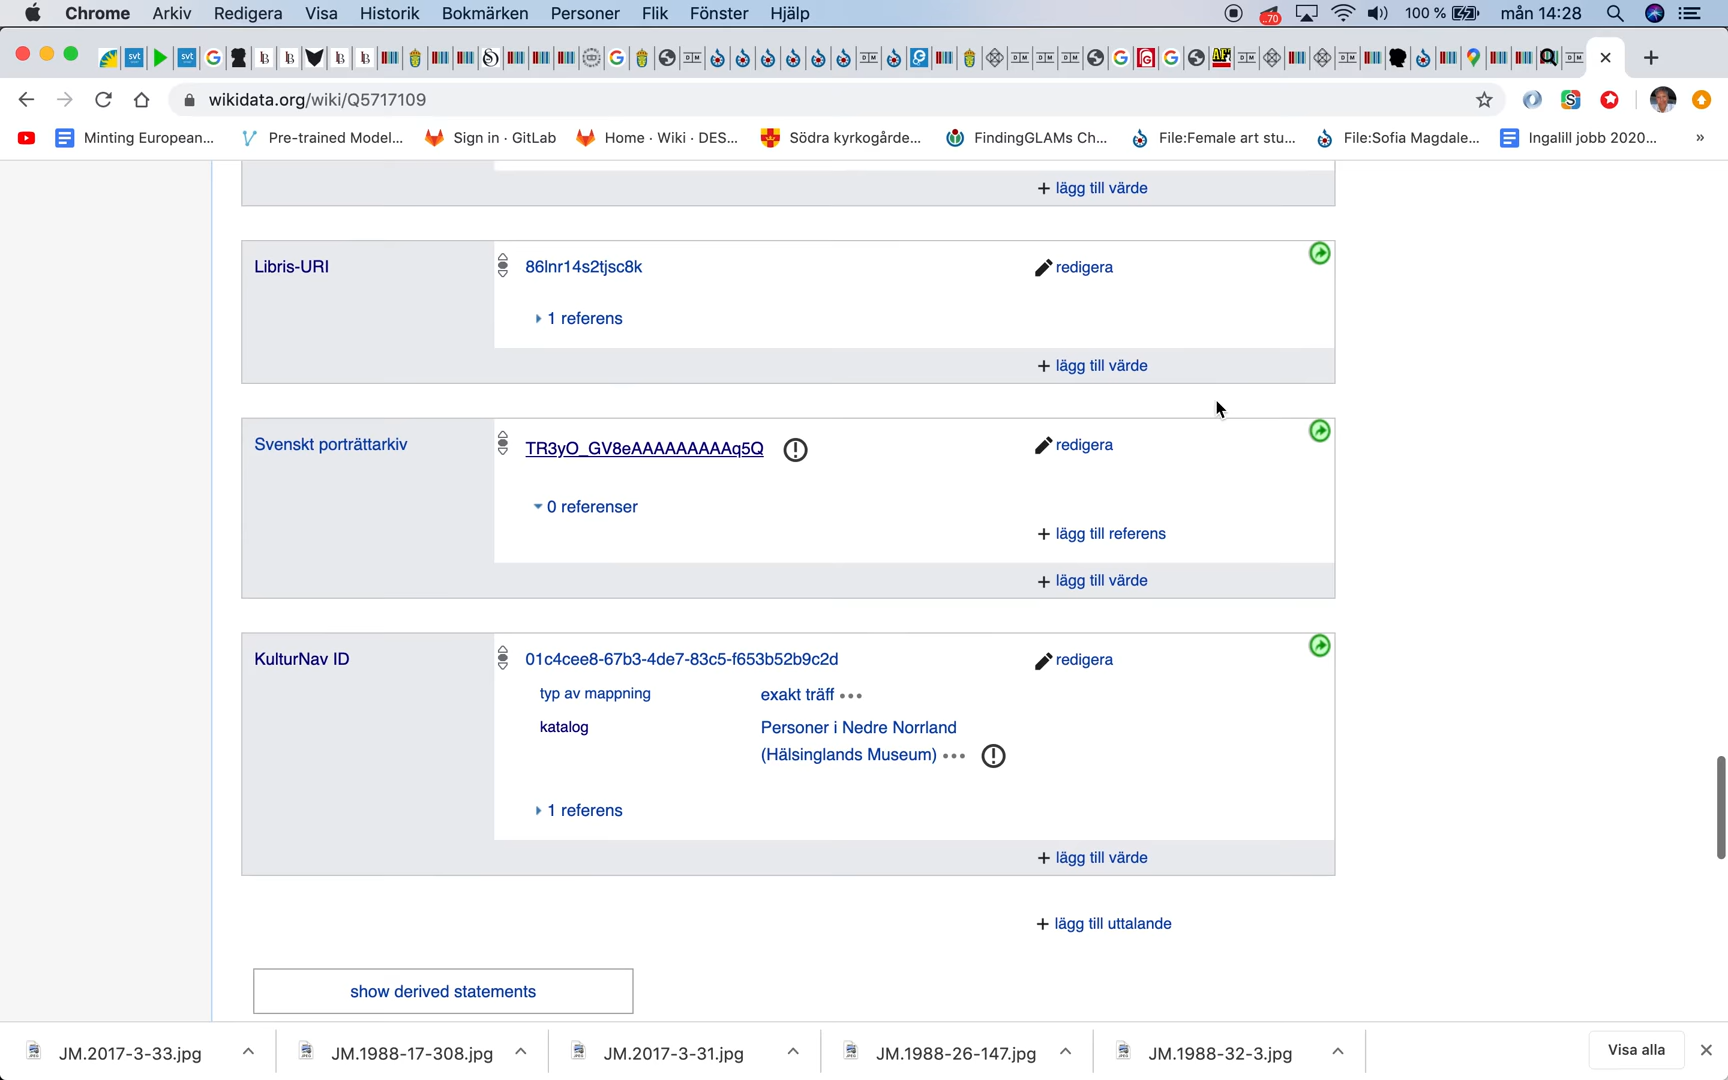 Chrome Arkiv Redigera Visa Historik Bokmärken Personer Flik Fönster Hjälp 70 100 % mån 14:28
wikidata.org/wiki/Q5717109
Minting European... Pre-trained Model... Sign in · GitLab Home · Wiki · DES... Södra kyrkogårde... FindingGLAMs Ch... File:Female art stu... File:Sofia Magdale... Ingalill jobb 2020... »
+ lägg till värde
Libris-URI 86lnr14s2tjsc8k redigera
1 referens
+ lägg till värde
Svenskt porträttarkiv TR3yO_GV8eAAAAAAAAAq5Q redigera
0 referenser
+ lägg till referens
+ lägg till värde
KulturNav ID 01c4cee8-67b3-4de7-83c5-f653b52b9c2d redigera
typ av mappning exakt träff •••
katalog Personer i Nedre Norrland
(Hälsinglands Museum) •••
1 referens
+ lägg till värde
+ lägg till uttalande
show derived statements
JM.2017-3-33.jpg JM.1988-17-308.jpg JM.2017-3-31.jpg JM.1988-26-147.jpg JM.1988-32-3.jpg Visa alla